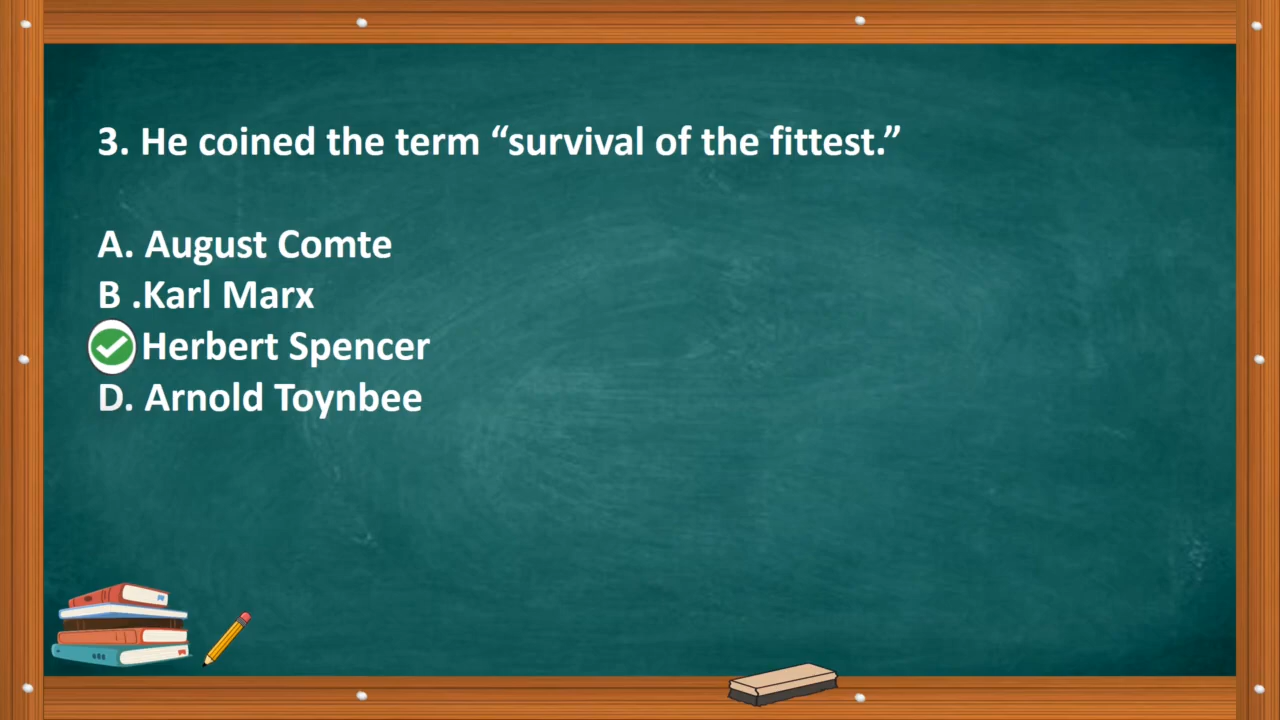 3. He coined the term “survival of the fittest.”
A. August Comte
B .Karl Marx
Herbert Spencer
D. Arnold Toynbee